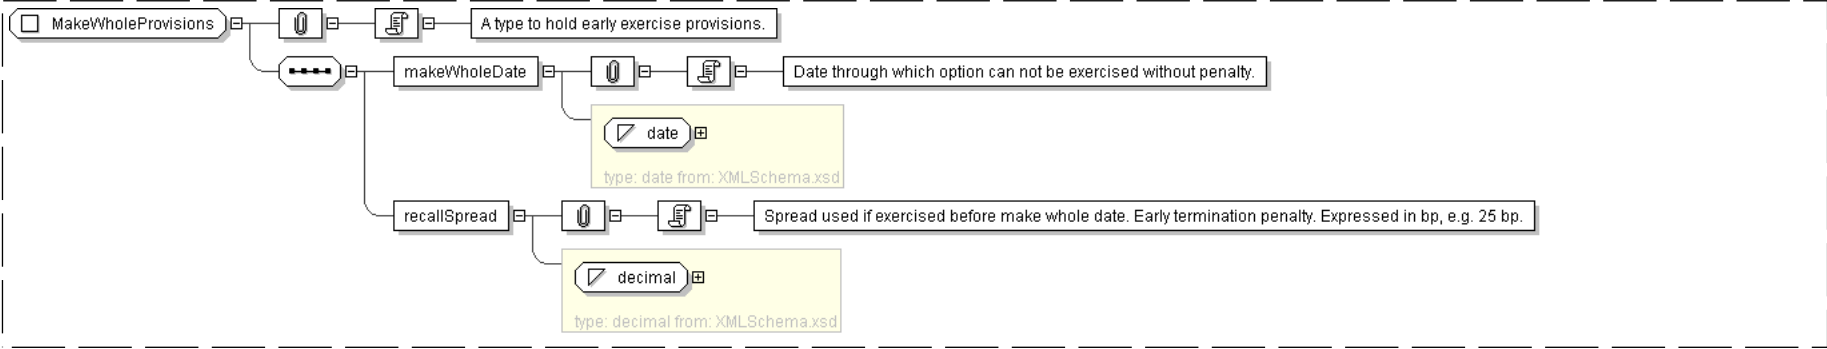 MakeWholeProvisions
A type to hold early exercise provisions.
makeWholeDate
Date through which option can not be exercised without penalty.
date
type: date from: XMLSchema.xsd
recallSpread
Spread used if exercised before make whole date. Early termination penalty. Expressed in bp, e.g. 25 bp.
decimal
type: decimal from: XMLSchema.xsd